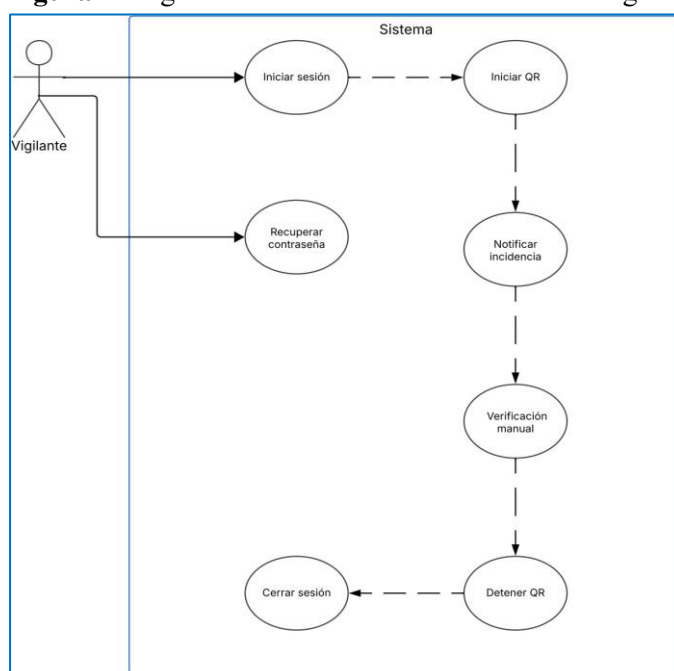 Sistema
Iniciar sesión
Iniciar QR
Vigilante
Recuperar
contraseña
Notificar
incidencia
Verificación
manual
Cerrar sesión
Detener QR